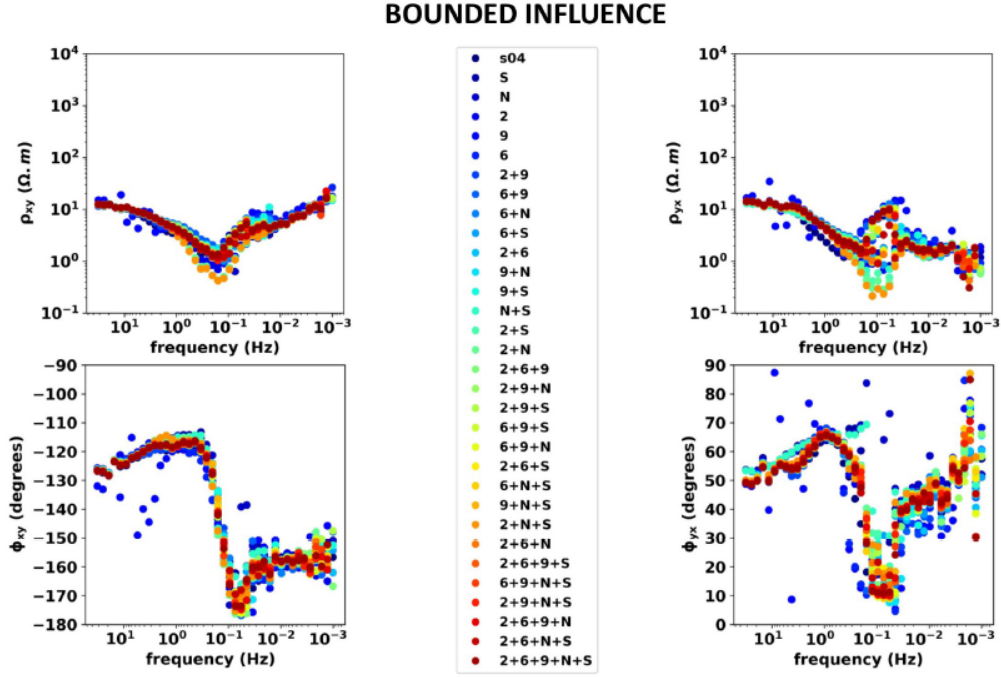 BOUNDED INFLUENCE
10⁴
10³
10²
10¹
10⁰
10⁻¹
ρxy (Ω.m)
10¹ 10⁰ 10⁻¹ 10⁻² 10⁻³
frequency (Hz)
−90
−100
−110
−120
−130
−140
−150
−160
−170
−180
ϕxy (degrees)
10¹ 10⁰ 10⁻¹ 10⁻² 10⁻³
frequency (Hz)
s04
S
N
2
9
6
2+9
6+9
6+N
6+S
2+6
9+N
9+S
N+S
2+S
2+N
2+6+9
2+9+N
2+9+S
6+9+S
6+9+N
2+6+S
6+N+S
9+N+S
2+N+S
2+6+N
2+6+9+S
6+9+N+S
2+9+N+S
2+6+9+N
2+6+N+S
2+6+9+N+S
10⁴
10³
10²
10¹
10⁰
10⁻¹
ρyx (Ω.m)
10¹ 10⁰ 10⁻¹ 10⁻² 10⁻³
frequency (Hz)
90
80
70
60
50
40
30
20
10
0
ϕyx (degrees)
10¹ 10⁰ 10⁻¹ 10⁻² 10⁻³
frequency (Hz)